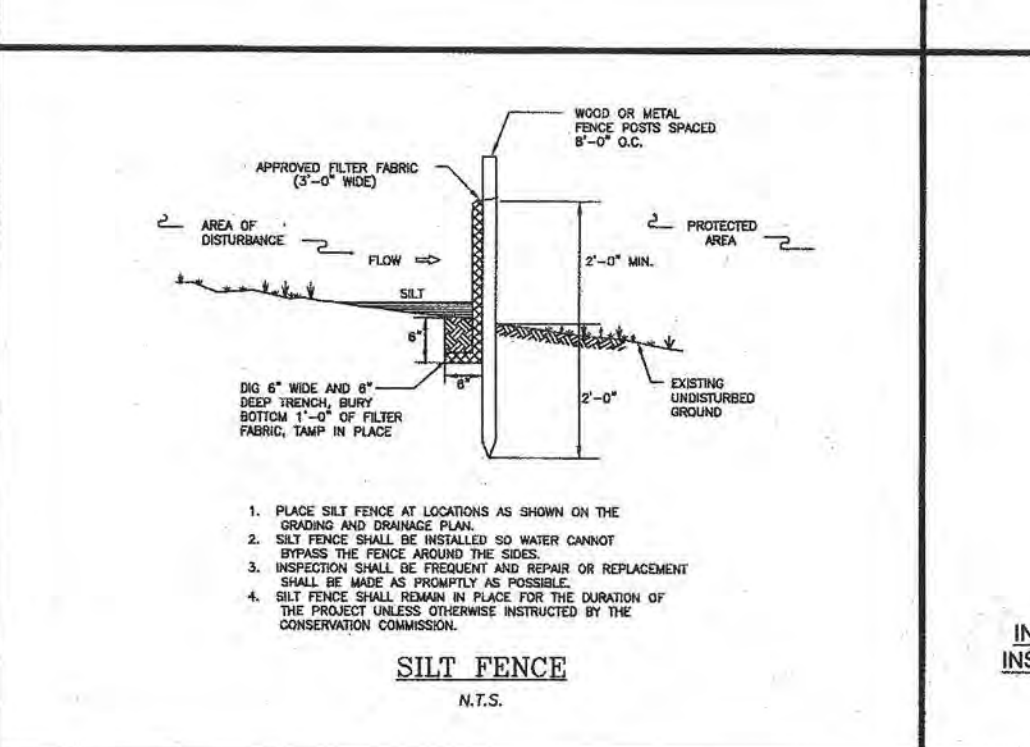 WOOD OR METAL
FENCE POSTS SPACED
8'-0" O.C.
APPROVED FILTER FABRIC
(3'-0" WIDE)
AREA OF
DISTURBANCE
FLOW
PROTECTED
AREA
2'-0" MIN.
SILT
6"
6"
DIG 6" WIDE AND 6"
DEEP TRENCH, BURY
BOTTOM 1'-0" OF FILTER
FABRIC, TAMP IN PLACE
2'-0"
EXISTING
UNDISTURBED
GROUND
1. PLACE SILT FENCE AT LOCATIONS AS SHOWN ON THE
GRADING AND DRAINAGE PLAN.
2. SILT FENCE SHALL BE INSTALLED SO WATER CANNOT
BYPASS THE FENCE AROUND THE SIDES.
3. INSPECTION SHALL BE FREQUENT AND REPAIR OR REPLACEMENT
SHALL BE MADE AS PROMPTLY AS POSSIBLE.
4. SILT FENCE SHALL REMAIN IN PLACE FOR THE DURATION OF
THE PROJECT UNLESS OTHERWISE INSTRUCTED BY THE
CONSERVATION COMMISSION.
SILT FENCE
N.T.S.